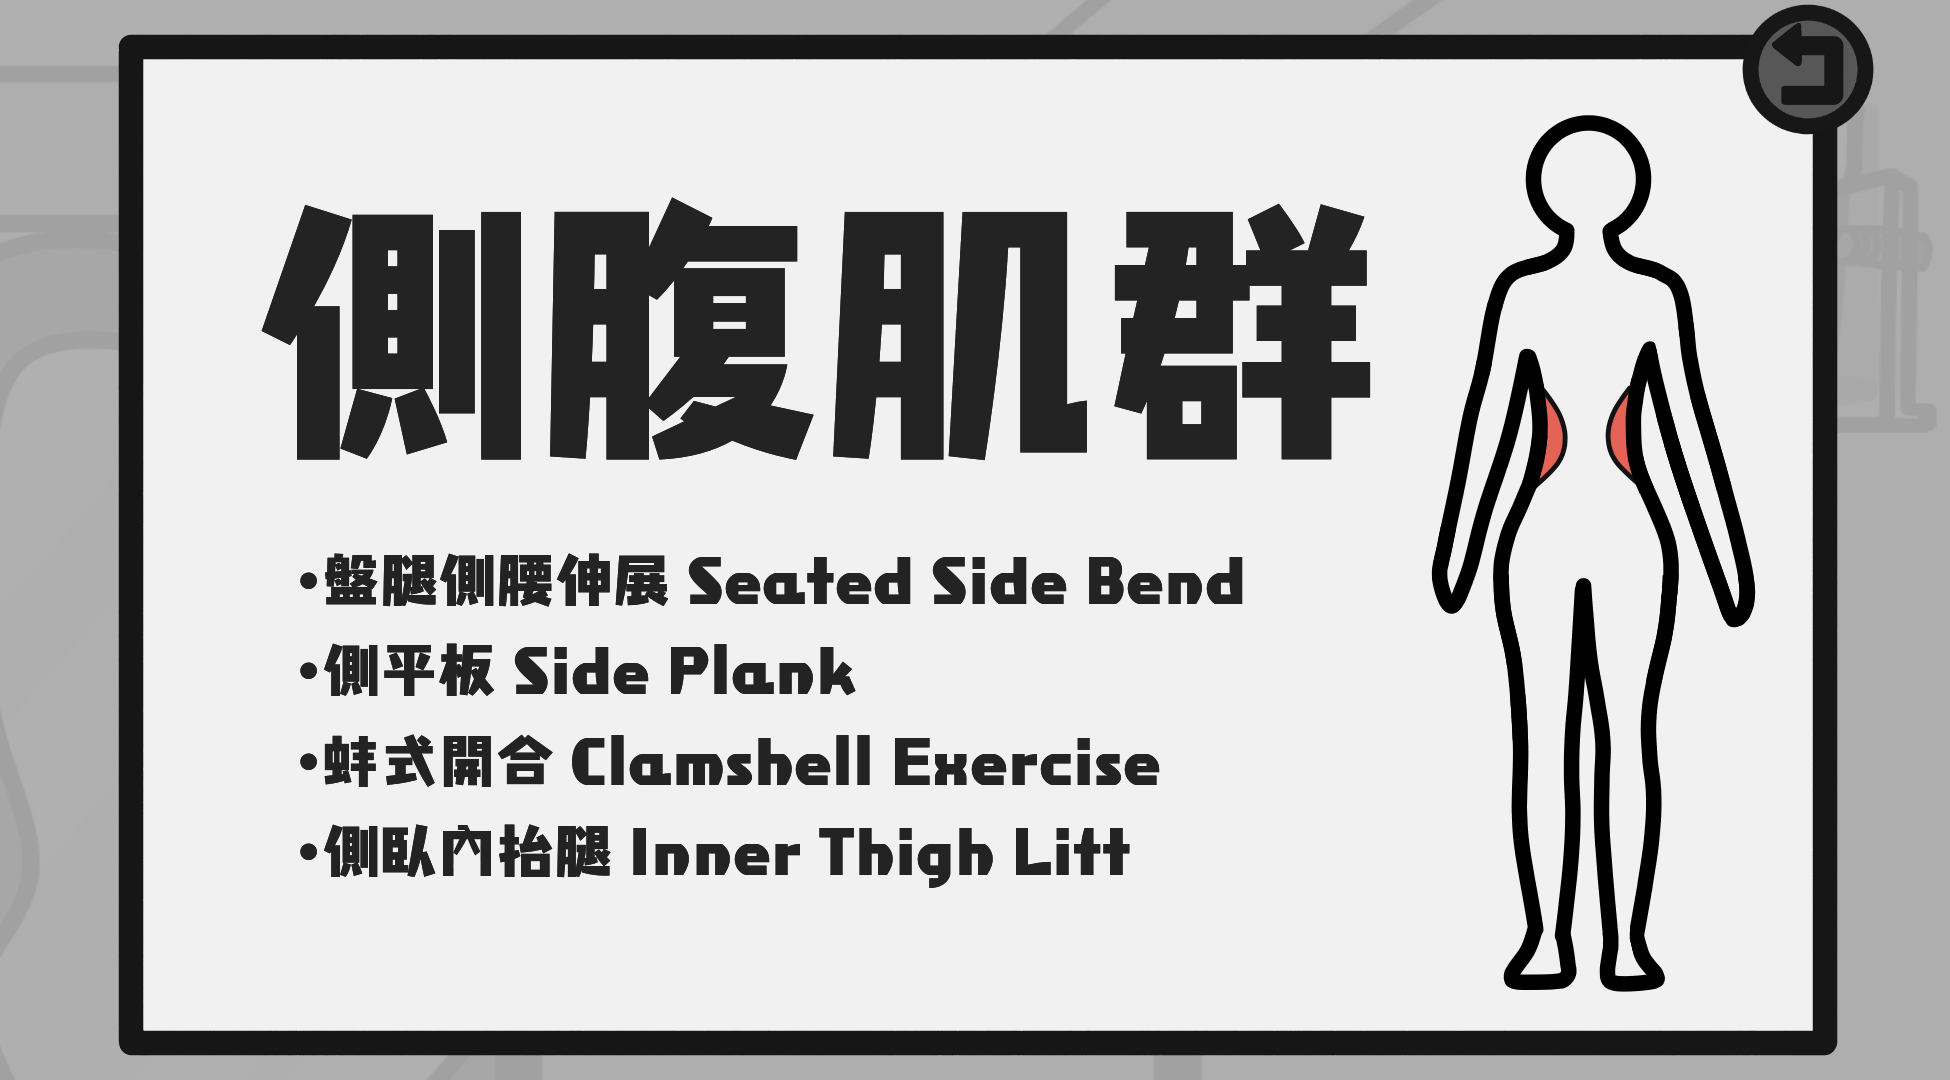 側腹肌群
•盤腿側腰伸展 Seated Side Bend
•側平板 Side Plank
•蚌式開合 Clamshell Exercise
•側臥內抬腿 Inner Thigh Lift